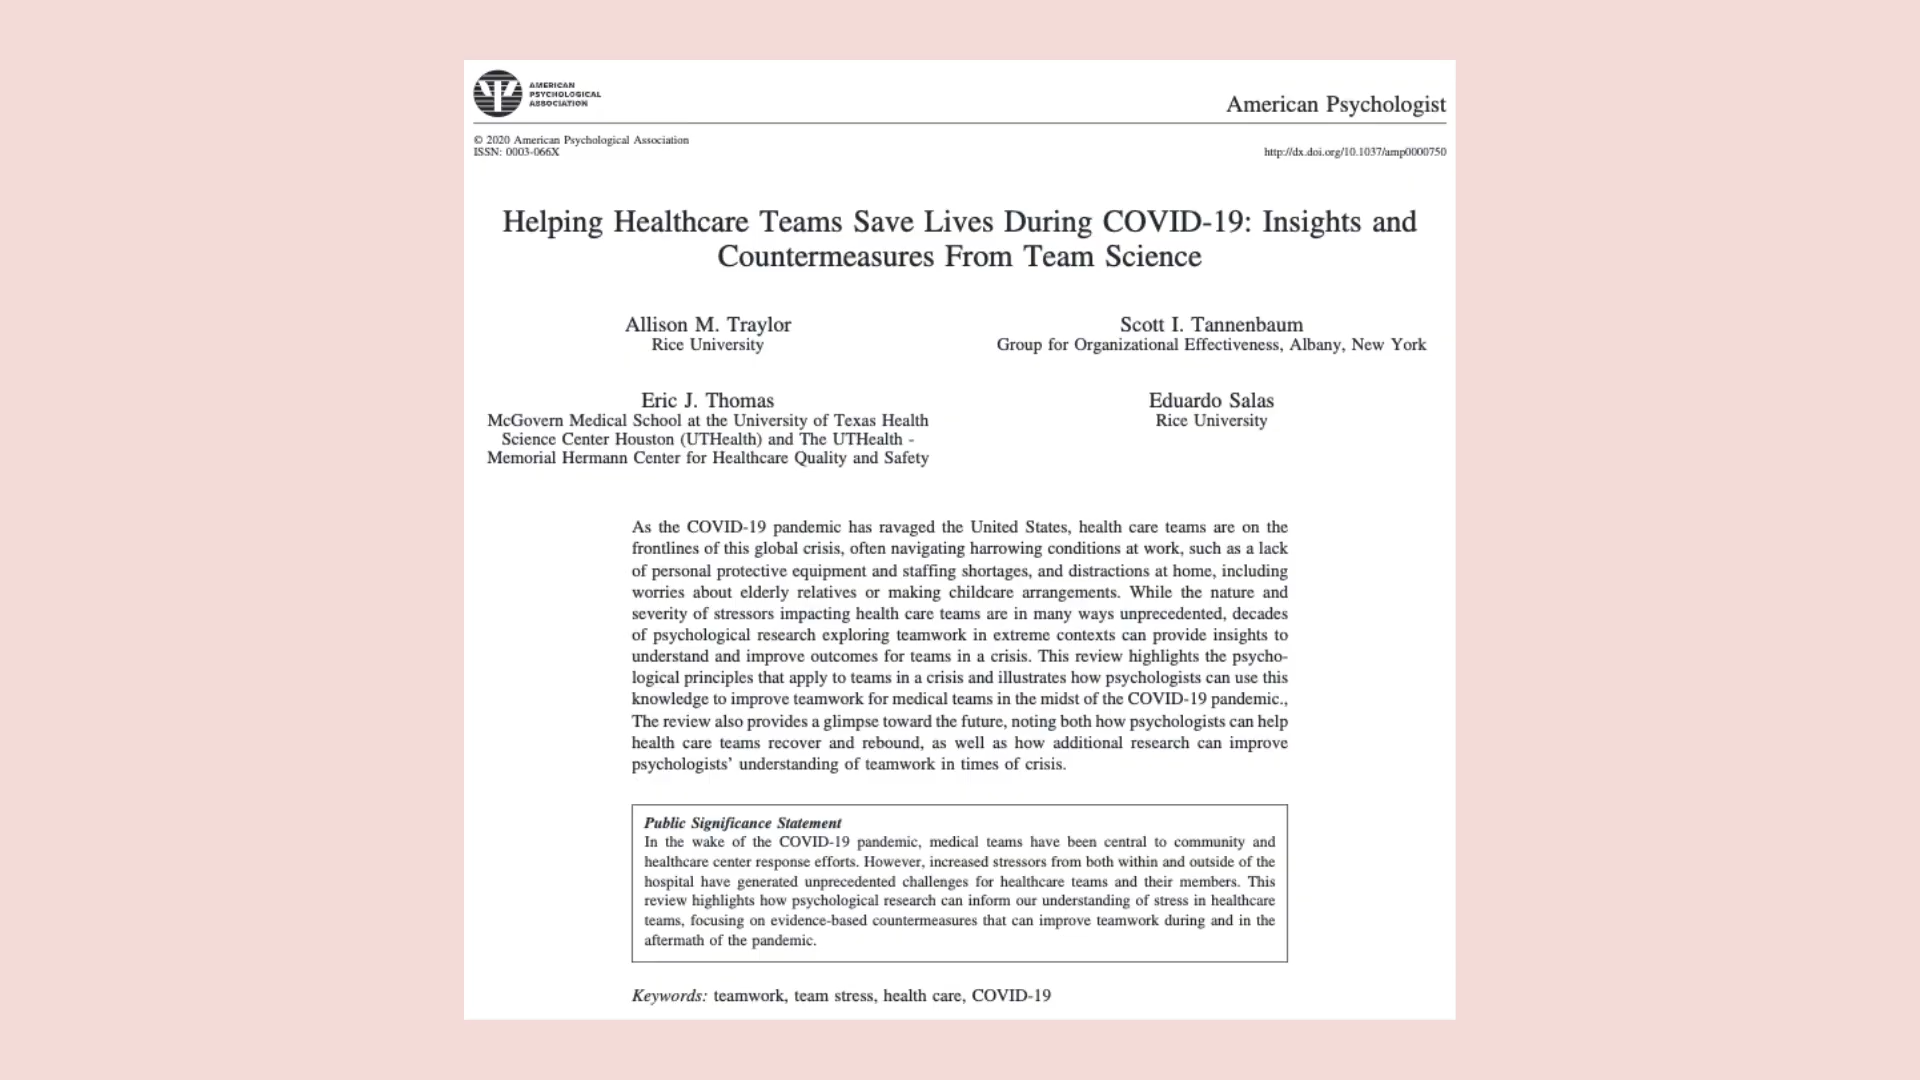 AMERICAN
PSYCHOLOGICAL
ASSOCIATION
American Psychologist
© 2020 American Psychological Association
ISSN: 0003-066X
http://dx.doi.org/10.1037/amp0000750
Helping Healthcare Teams Save Lives During COVID-19: Insights and
Countermeasures From Team Science
Allison M. Traylor
Rice University
Scott I. Tannenbaum
Group for Organizational Effectiveness, Albany, New York
Eric J. Thomas
McGovern Medical School at the University of Texas Health
Science Center Houston (UTHealth) and The UTHealth -
Memorial Hermann Center for Healthcare Quality and Safety
Eduardo Salas
Rice University
As the COVID-19 pandemic has ravaged the United States, health care teams are on the
frontlines of this global crisis, often navigating harrowing conditions at work, such as a lack
of personal protective equipment and staffing shortages, and distractions at home, including
worries about elderly relatives or making childcare arrangements. While the nature and
severity of stressors impacting health care teams are in many ways unprecedented, decades
of psychological research exploring teamwork in extreme contexts can provide insights to
understand and improve outcomes for teams in a crisis. This review highlights the psycho-
logical principles that apply to teams in a crisis and illustrates how psychologists can use this
knowledge to improve teamwork for medical teams in the midst of the COVID-19 pandemic.,
The review also provides a glimpse toward the future, noting both how psychologists can help
health care teams recover and rebound, as well as how additional research can improve
psychologists' understanding of teamwork in times of crisis.
Public Significance Statement
In the wake of the COVID-19 pandemic, medical teams have been central to community and
healthcare center response efforts. However, increased stressors from both within and outside of the
hospital have generated unprecedented challenges for healthcare teams and their members. This
review highlights how psychological research can inform our understanding of stress in healthcare
teams, focusing on evidence-based countermeasures that can improve teamwork during and in the
aftermath of the pandemic.
Keywords: teamwork, team stress, health care, COVID-19